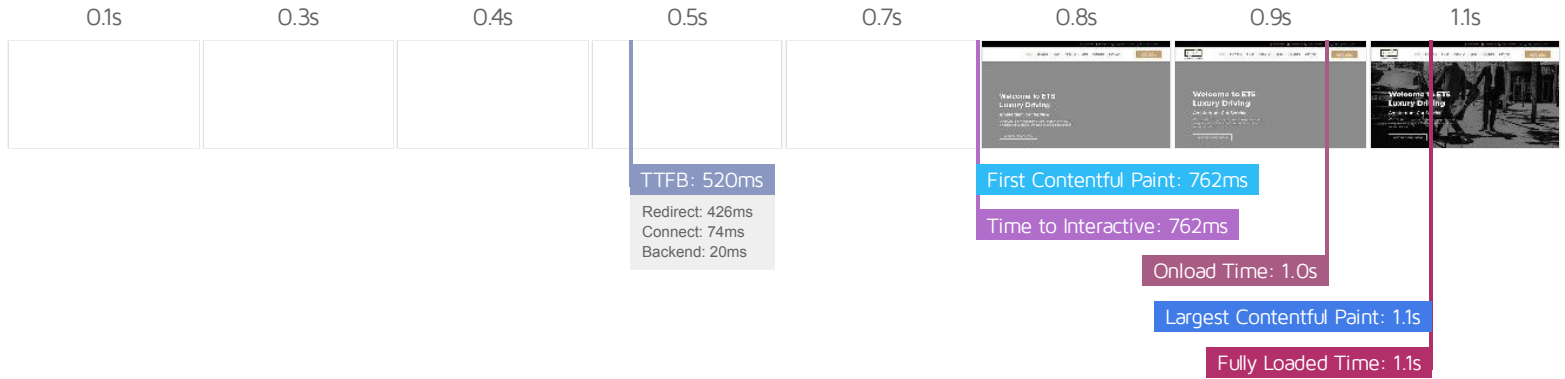 0.1s 0.3s 0.4s 0.5s 0.7s 0.8s 0.9s 1.1s
Welcome to ETS
Luxury Driving
Welcome to ETS
Luxury Driving
Welcome to ETS
Luxury Driving
TTFB: 520ms
Redirect: 426ms
Connect: 74ms
Backend: 20ms
First Contentful Paint: 762ms
Time to Interactive: 762ms
Onload Time: 1.0s
Largest Contentful Paint: 1.1s
Fully Loaded Time: 1.1s